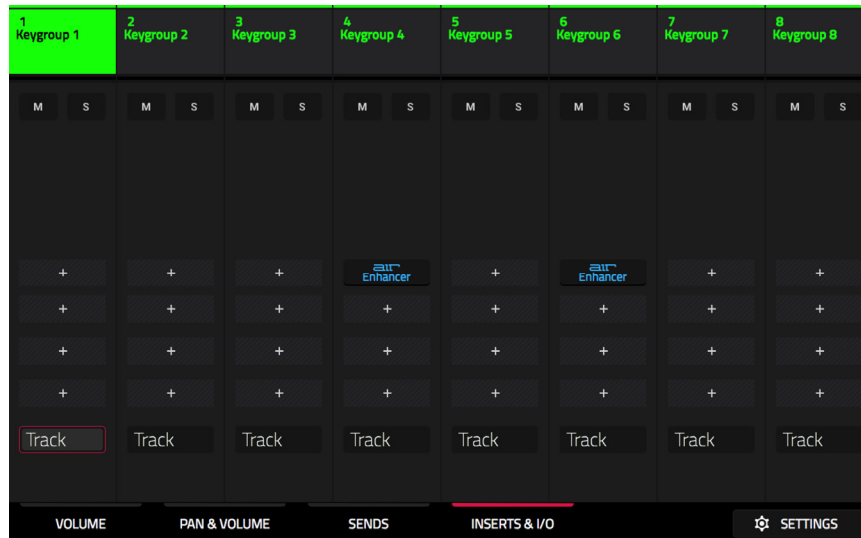 1 2 3 4 5 6 7 8
Keygroup 1 Keygroup 2 Keygroup 3 Keygroup 4 Keygroup 5 Keygroup 6 Keygroup 7 Keygroup 8
M S M S M S M S M S M S M S M S
+ + + air + air + +
Enhancer Enhancer
+ + + + + + + +
+ + + + + + + +
+ + + + + + + +
Track Track Track Track Track Track Track Track
VOLUME PAN & VOLUME SENDS INSERTS & I/O SETTINGS